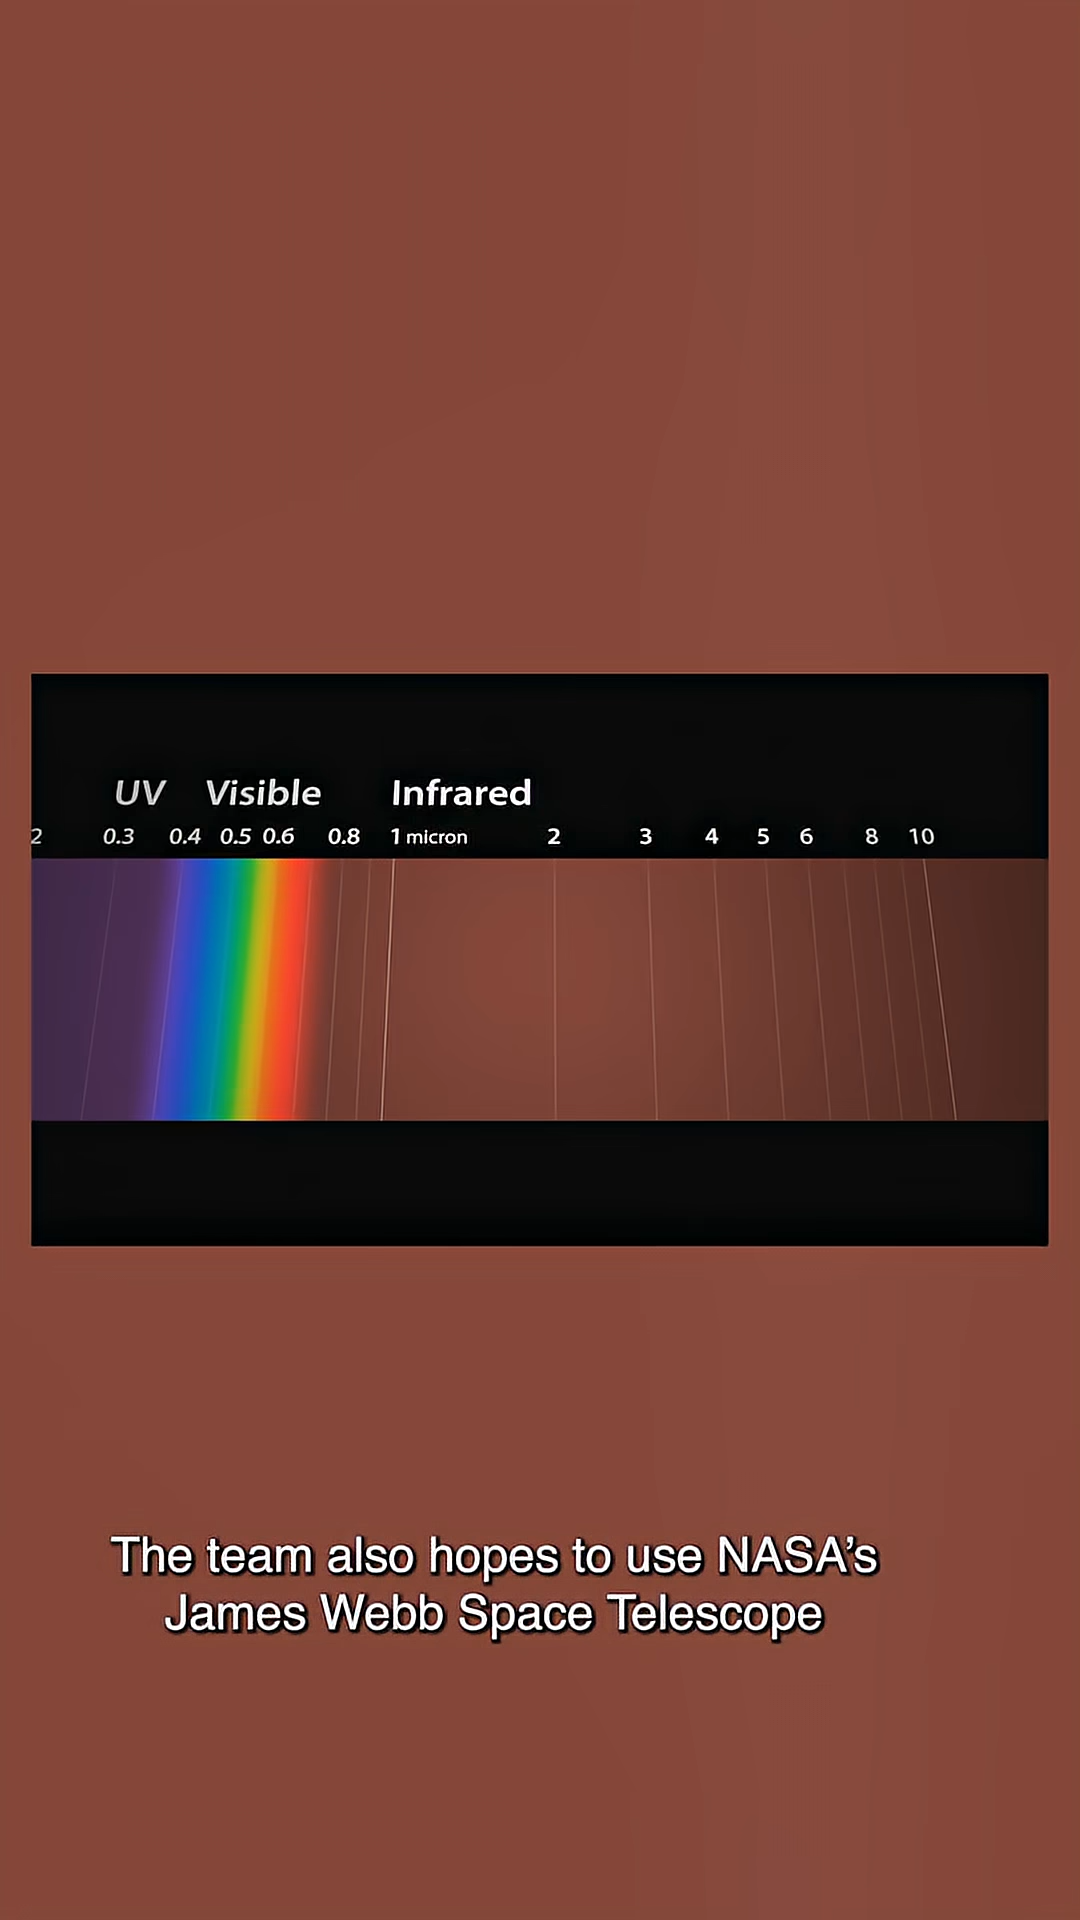 UV Visible Infrared
2 0.3 0.4 0.5 0.6 0.8 1 micron 2 3 4 5 6 8 10
The team also hopes to use NASA’s
James Webb Space Telescope